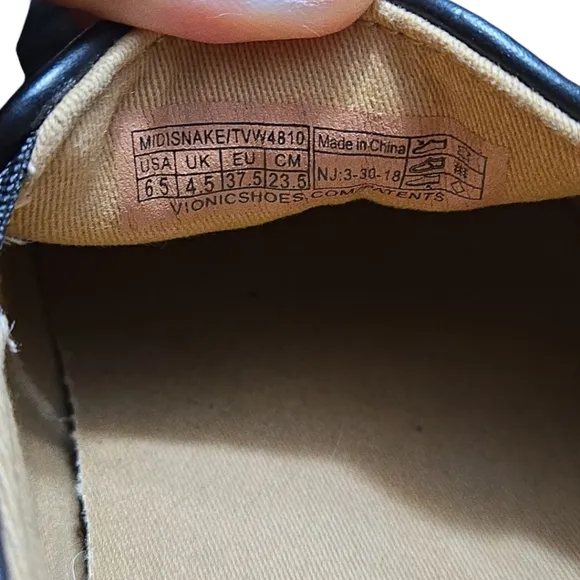 MIDISNAKE/TVW4810
USA UK EU CM
6.5 4.5 37.5 23.5
Made in China
NJ:3-30-18
VIONICSHOES.COM/PATENTS